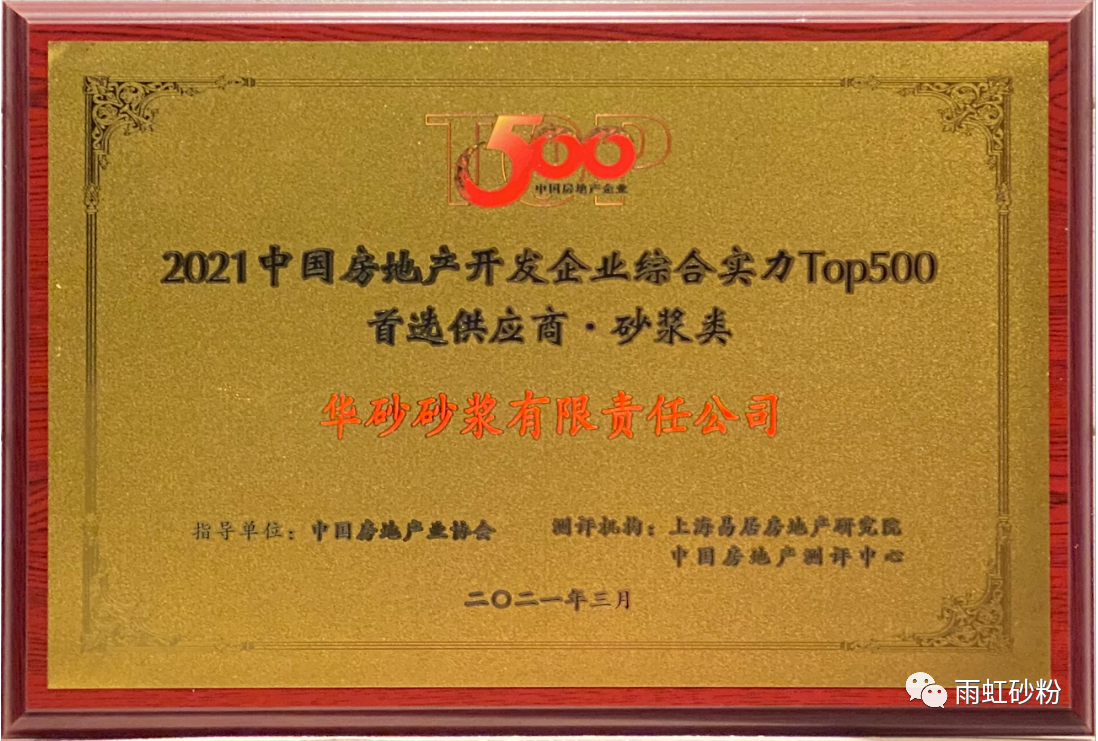 TOP
500
中国房地产企业
2021中国房地产开发企业综合实力Top500
首选供应商·砂浆类
华砂砂浆有限责任公司
指导单位：中国房地产业协会
测评机构：上海易居房地产研究院
中国房地产测评中心
二〇二一年三月
雨虹砂粉